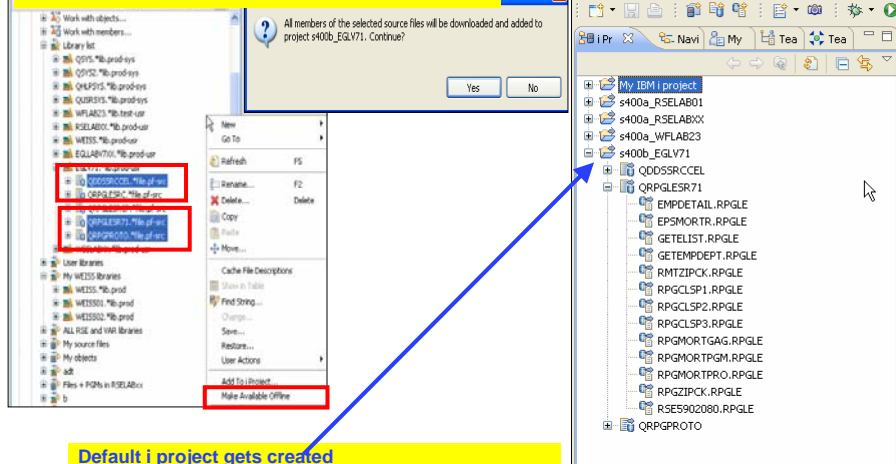 Work with objects...
Work with members...
Library list
QSYS.*lib.prod-sys
QSYS2.*lib.prod-sys
QHLPSYS.*lib.prod-sys
QUSRSYS.*lib.prod-sys
WFLAB23.*lib.test-usr
RSELABXX.*lib.prod-usr
WEISS.*lib.prod-usr
EGLLABV7XX.*lib.prod-usr
EGLV71.*lib.prod-usr
QDDSSRCCEL.*file.pf-src
QRPGLESRC.*file.pf-src
QRPGLESR71.*file.pf-src
QRPGPROTO.*file.pf-src
User libraries
My WEISS libraries
WEISS.*lib.prod
WEISS01.*lib.prod
WEISS02.*lib.prod
ALL RSE and VAR libraries
My source files
My objects
adt
Files + PGMs in RSELABxx
b
New
Go To
Refresh F5
Rename... F2
Delete... Delete
Copy
Paste
Move...
Cache File Descriptions
Show in Table
Find String...
Change...
Save...
Restore...
User Actions
Add To i Project...
Make Available Offline
All members of the selected source files will be downloaded and added to
project s400b_EGLV71. Continue?
Yes No
i Pr Navi My Tea Tea
My IBM i project
s400a_RSELAB01
s400a_RSELABXX
s400a_WFLAB23
s400b_EGLV71
QDDSSRCCEL
QRPGLESR71
EMPDETAIL.RPGLE
EPSMORTR.RPGLE
GETELIST.RPGLE
GETEMPDEPT.RPGLE
RMTZIPCK.RPGLE
RPGCLSP1.RPGLE
RPGCLSP2.RPGLE
RPGCLSP3.RPGLE
RPGMORTGAG.RPGLE
RPGMORTPGM.RPGLE
RPGMORTPRO.RPGLE
RPGZIPCK.RPGLE
RSE5902080.RPGLE
QRPGPROTO
Default i project gets created